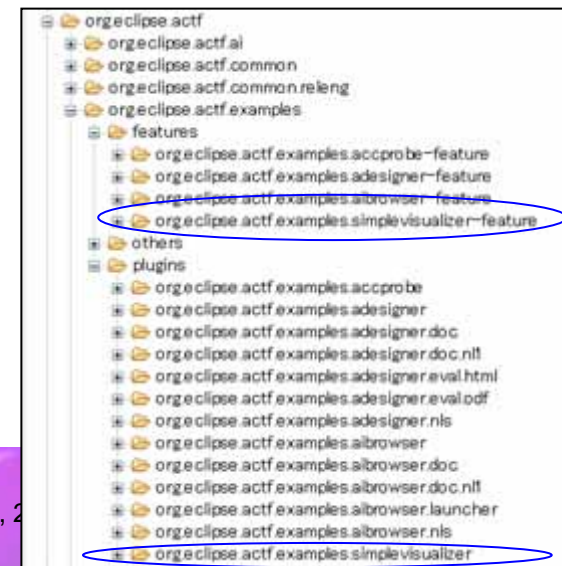 org.eclipse.actf
org.eclipse.actf.ai
org.eclipse.actf.common
org.eclipse.actf.common.releng
org.eclipse.actf.examples
features
org.eclipse.actf.examples.accprobe-feature
org.eclipse.actf.examples.adesigner-feature
org.eclipse.actf.examples.aibrowser-feature
org.eclipse.actf.examples.simplevisualizer-feature
others
plugins
org.eclipse.actf.examples.accprobe
org.eclipse.actf.examples.adesigner
org.eclipse.actf.examples.adesigner.doc
org.eclipse.actf.examples.adesigner.doc.nl1
org.eclipse.actf.examples.adesigner.eval.html
org.eclipse.actf.examples.adesigner.eval.odf
org.eclipse.actf.examples.adesigner.nls
org.eclipse.actf.examples.aibrowser
org.eclipse.actf.examples.aibrowser.doc
org.eclipse.actf.examples.aibrowser.doc.nl1
org.eclipse.actf.examples.aibrowser.launcher
org.eclipse.actf.examples.aibrowser.nls
org.eclipse.actf.examples.simplevisualizer